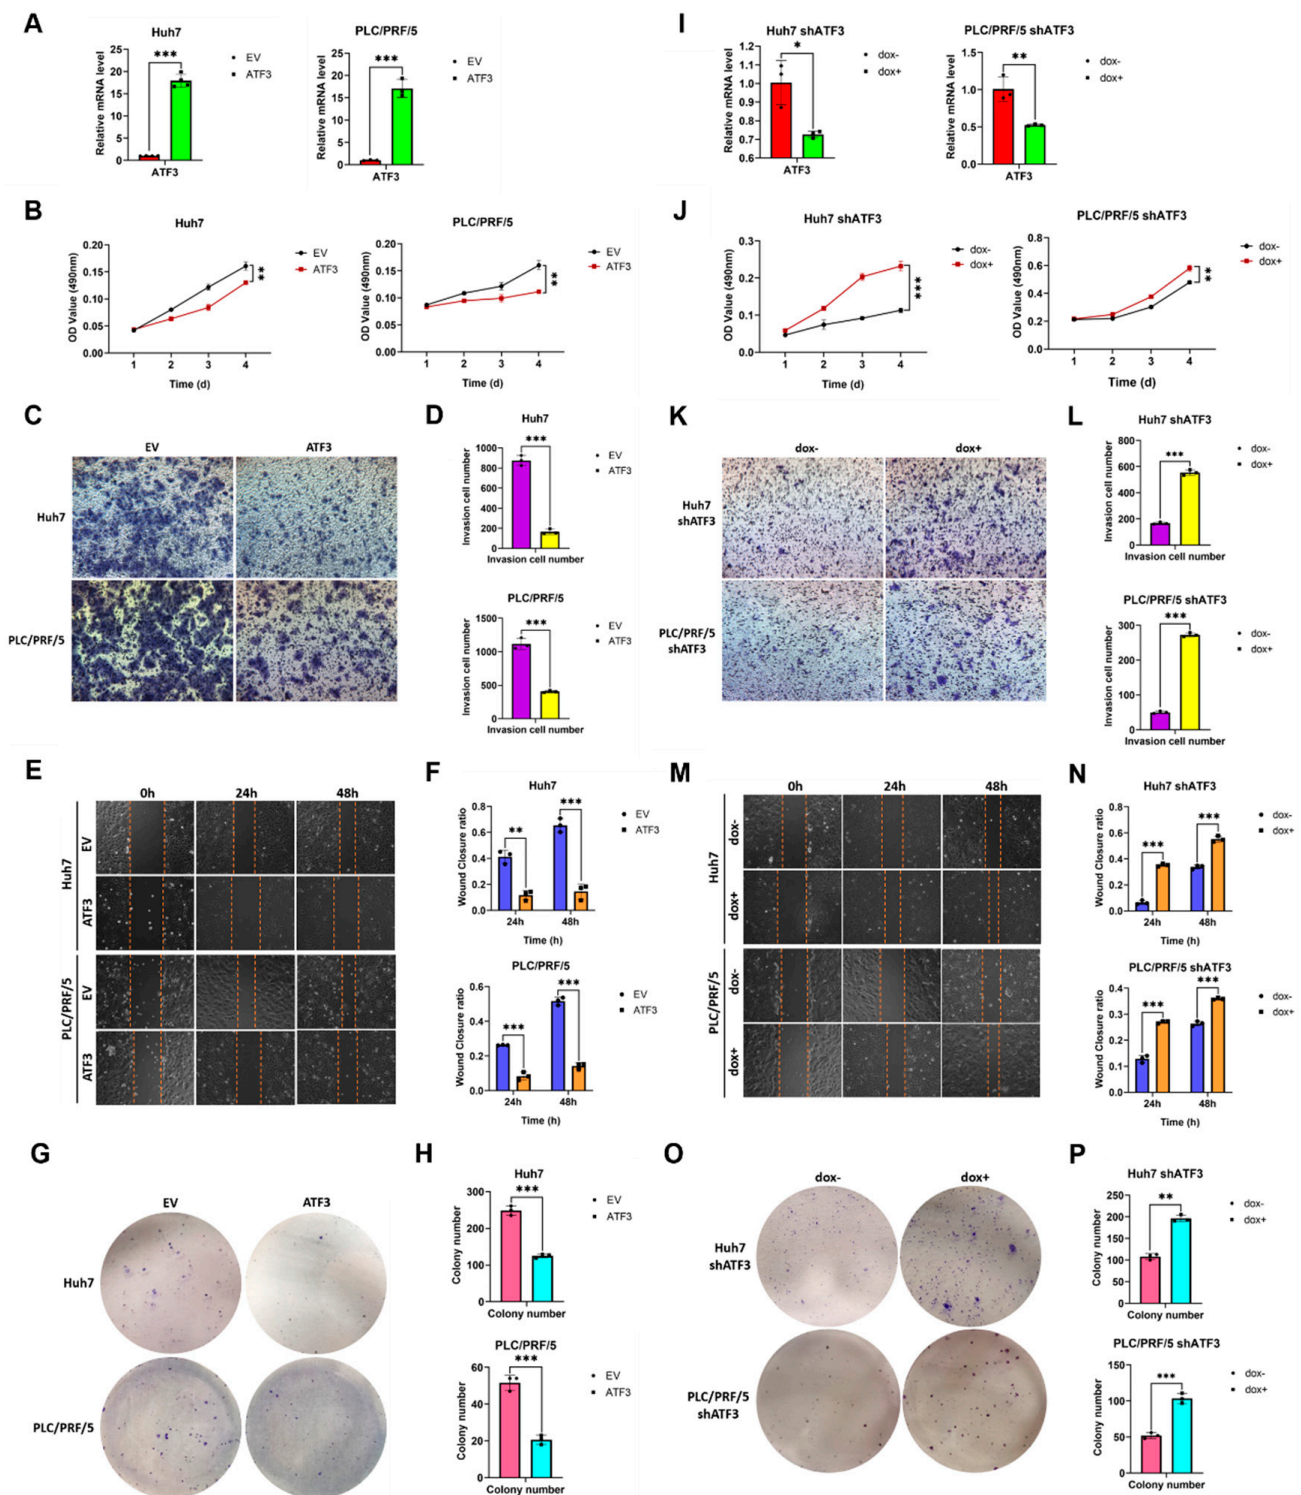 A
Huh7
Relative mRNA level
25
20
15
10
5
0
***
ATF3
EV
ATF3
PLC/PRF/5
Relative mRNA level
25
20
15
10
5
0
***
ATF3
EV
ATF3
B
Huh7
OD Value (490nm)
0.20
0.15
0.10
0.05
0.00
1 2 3 4
Time (d)
**
EV
ATF3
PLC/PRF/5
OD Value (490nm)
0.20
0.15
0.10
0.05
0.00
1 2 3 4
Time (d)
**
EV
ATF3
C
EV ATF3
Huh7
PLC/PRF/5
D
Huh7
Invasion cell number
1000
800
600
400
200
0
***
Invasion cell number
EV
ATF3
PLC/PRF/5
Invasion cell number
1500
1000
500
0
***
Invasion cell number
EV
ATF3
E
0h 24h 48h
Huh7
EV
ATF3
PLC/PRF/5
EV
ATF3
F
Huh7
Wound Closure ratio
0.8
0.6
0.4
0.2
0.0
** ***
24h 48h
Time (h)
EV
ATF3
PLC/PRF/5
Wound Closure ratio
0.6
0.4
0.2
0.0
*** ***
24h 48h
Time (h)
EV
ATF3
G
EV ATF3
Huh7
PLC/PRF/5
H
Huh7
Colony number
300
200
100
0
***
Colony number
EV
ATF3
PLC/PRF/5
Colony number
60
40
20
0
***
Colony number
EV
ATF3
I
Huh7 shATF3
Relative mRNA level
1.2
1.1
1.0
0.9
0.8
0.7
0.6
*
ATF3
dox-
dox+
PLC/PRF/5 shATF3
Relative mRNA level
1.5
1.0
0.5
0.0
**
ATF3
dox-
dox+
J
Huh7 shATF3
OD Value (490nm)
0.3
0.2
0.1
0.0
1 2 3 4
Time (d)
***
dox-
dox+
PLC/PRF/5 shATF3
OD Value (490nm)
0.8
0.6
0.4
0.2
0.0
1 2 3 4
Time (d)
**
dox-
dox+
K
dox- dox+
Huh7
shATF3
PLC/PRF/5
shATF3
L
Huh7 shATF3
Invasion cell number
800
600
400
200
0
***
Invasion cell number
dox-
dox+
PLC/PRF/5 shATF3
Invasion cell number
300
200
100
0
***
Invasion cell number
dox-
dox+
M
0h 24h 48h
Huh7
dox-
dox+
PLC/PRF/5
dox-
dox+
N
Huh7 shATF3
Wound Closure ratio
0.8
0.6
0.4
0.2
0.0
*** ***
24h 48h
Time (h)
dox-
dox+
PLC/PRF/5 shATF3
Wound Closure ratio
0.4
0.3
0.2
0.1
0.0
*** ***
24h 48h
Time (h)
dox-
dox+
O
dox- dox+
Huh7
shATF3
PLC/PRF/5
shATF3
P
Huh7 shATF3
Colony number
250
200
150
100
50
0
**
Colony number
dox-
dox+
PLC/PRF/5 shATF3
Colony number
150
100
50
0
***
Colony number
dox-
dox+